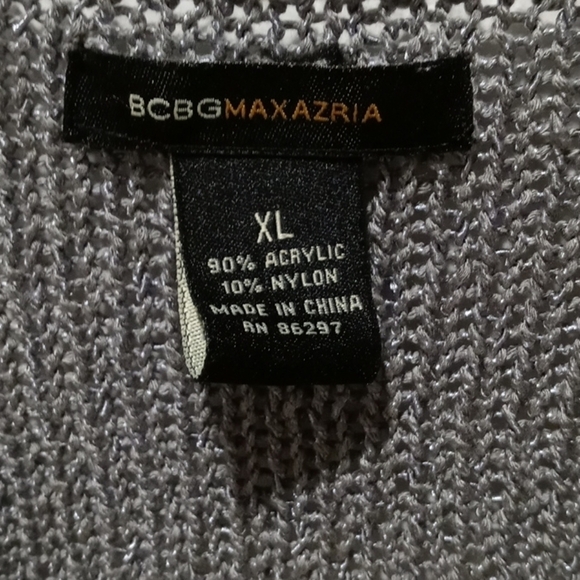 BCBGMAXAZRIA
XL
90% ACRYLIC
10% NYLON
MADE IN CHINA
RN 86297